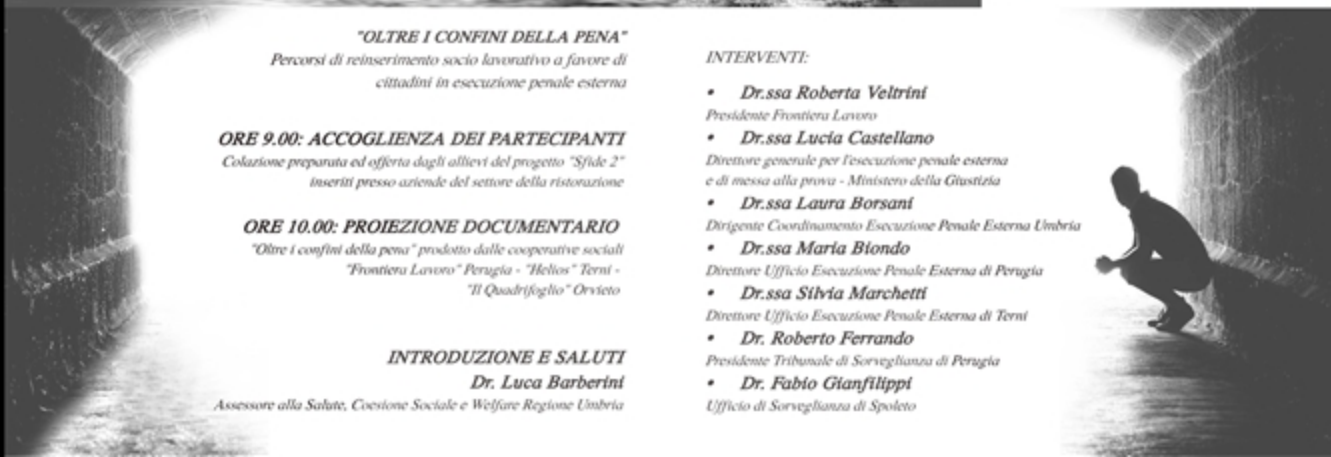 "OLTRE I CONFINI DELLA PENA"
Percorsi di reinserimento socio lavorativo a favore di
cittadini in esecuzione penale esterna
ORE 9.00: ACCOGLIENZA DEI PARTECIPANTI
Colazione preparata ed offerta dagli allievi del progetto "Sfide 2"
inseriti presso aziende del settore della ristorazione
ORE 10.00: PROIEZIONE DOCUMENTARIO
"Oltre i confini della pena" prodotto dalle cooperative sociali
"Frontiera Lavoro" Perugia - "Helios" Terni -
"Il Quadrifoglio" Orvieto
INTRODUZIONE E SALUTI
Dr. Luca Barberini
Assessore alla Salute, Coesione Sociale e Welfare Regione Umbria
INTERVENTI:
• Dr.ssa Roberta Veltrini
Presidente Frontiera Lavoro
• Dr.ssa Lucia Castellano
Direttore generale per l'esecuzione penale esterna
e di messa alla prova - Ministero della Giustizia
• Dr.ssa Laura Borsani
Dirigente Coordinamento Esecuzione Penale Esterna Umbria
• Dr.ssa Maria Biondo
Direttore Ufficio Esecuzione Penale Esterna di Perugia
• Dr.ssa Silvia Marchetti
Direttore Ufficio Esecuzione Penale Esterna di Terni
• Dr. Roberto Ferrando
Presidente Tribunale di Sorveglianza di Perugia
• Dr. Fabio Gianfilippi
Ufficio di Sorveglianza di Spoleto